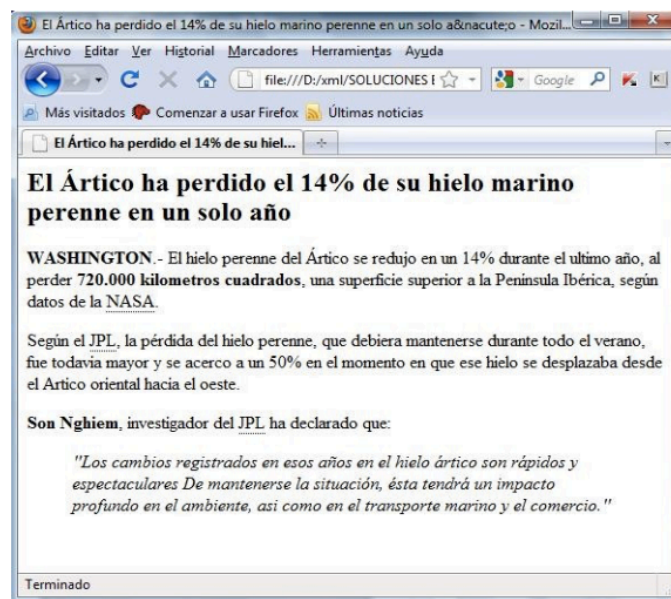 El Ártico ha perdido el 14% de su hielo marino perenne en un solo a&nacute;o - Mozil...
Archivo Editar Ver Historial Marcadores Herramientas Ayuda
file:///D:/xml/SOLUCIONES E Google
Más visitados Comenzar a usar Firefox Últimas noticias
El Ártico ha perdido el 14% de su hiel...
El Ártico ha perdido el 14% de su hielo marino
perenne en un solo año
WASHINGTON.- El hielo perenne del Ártico se redujo en un 14% durante el ultimo año, al
perder 720.000 kilometros cuadrados, una superficie superior a la Peninsula Ibérica, según
datos de la NASA.
Según el JPL, la pérdida del hielo perenne, que debiera mantenerse durante todo el verano,
fue todavia mayor y se acerco a un 50% en el momento en que ese hielo se desplazaba desde
el Artico oriental hacia el oeste.
Son Nghiem, investigador del JPL ha declarado que:
"Los cambios registrados en esos años en el hielo ártico son rápidos y
espectaculares De mantenerse la situación, ésta tendrá un impacto
profundo en el ambiente, asi como en el transporte marino y el comercio."
Terminado